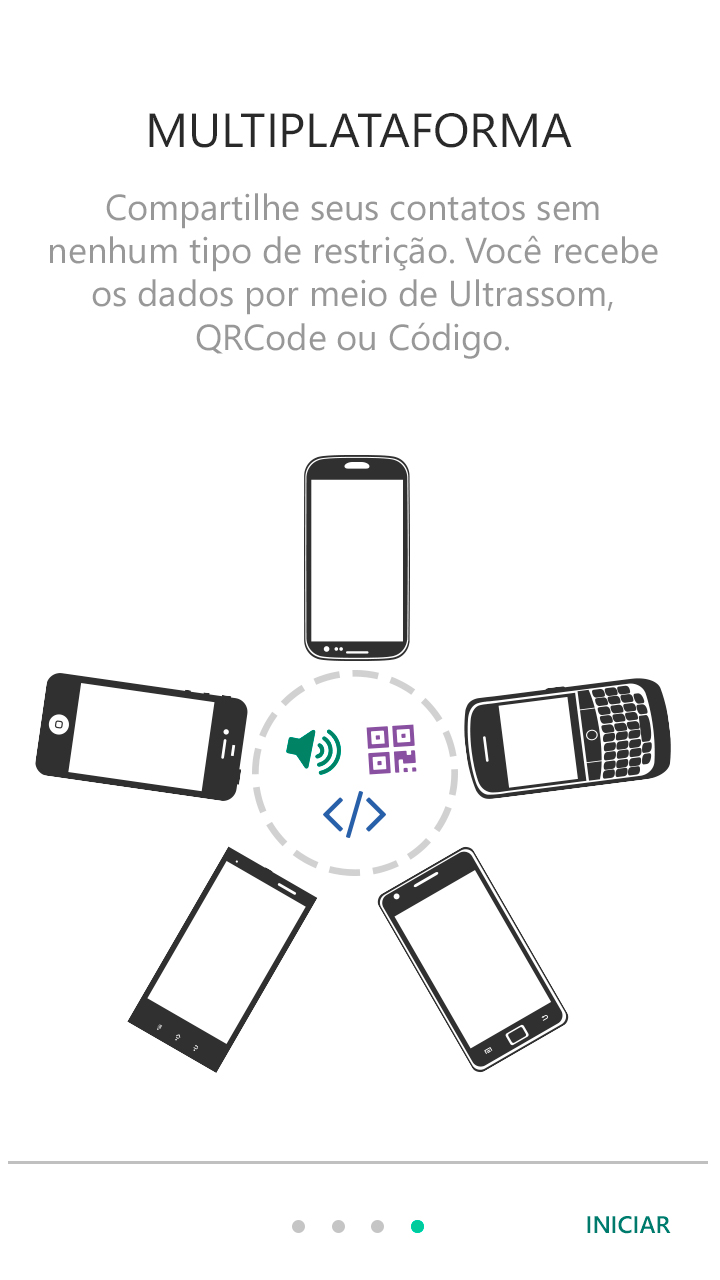 MULTIPLATAFORMA
Compartilhe seus contatos sem
nenhum tipo de restrição. Você recebe
os dados por meio de Ultrassom,
QRCode ou Código.
INICIAR